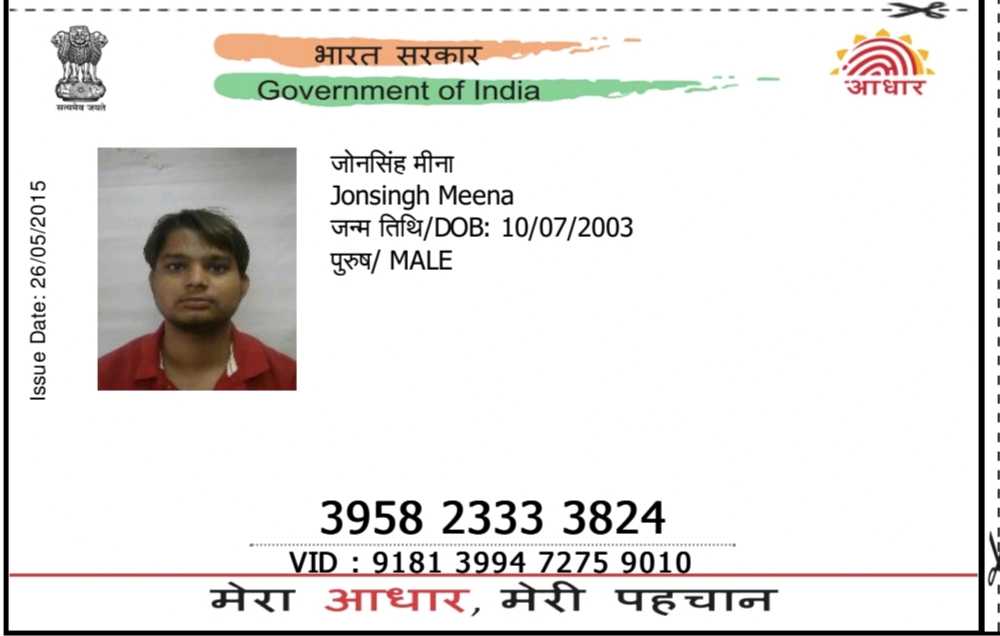 भारत सरकार
Government of India
सत्यमेव जयते
आधार
Issue Date: 26/05/2015
जोनसिंह मीना
Jonsingh Meena
जन्म तिथि/DOB: 10/07/2003
पुरुष/ MALE
3958 2333 3824
VID : 9181 3994 7275 9010
मेरा आधार, मेरी पहचान